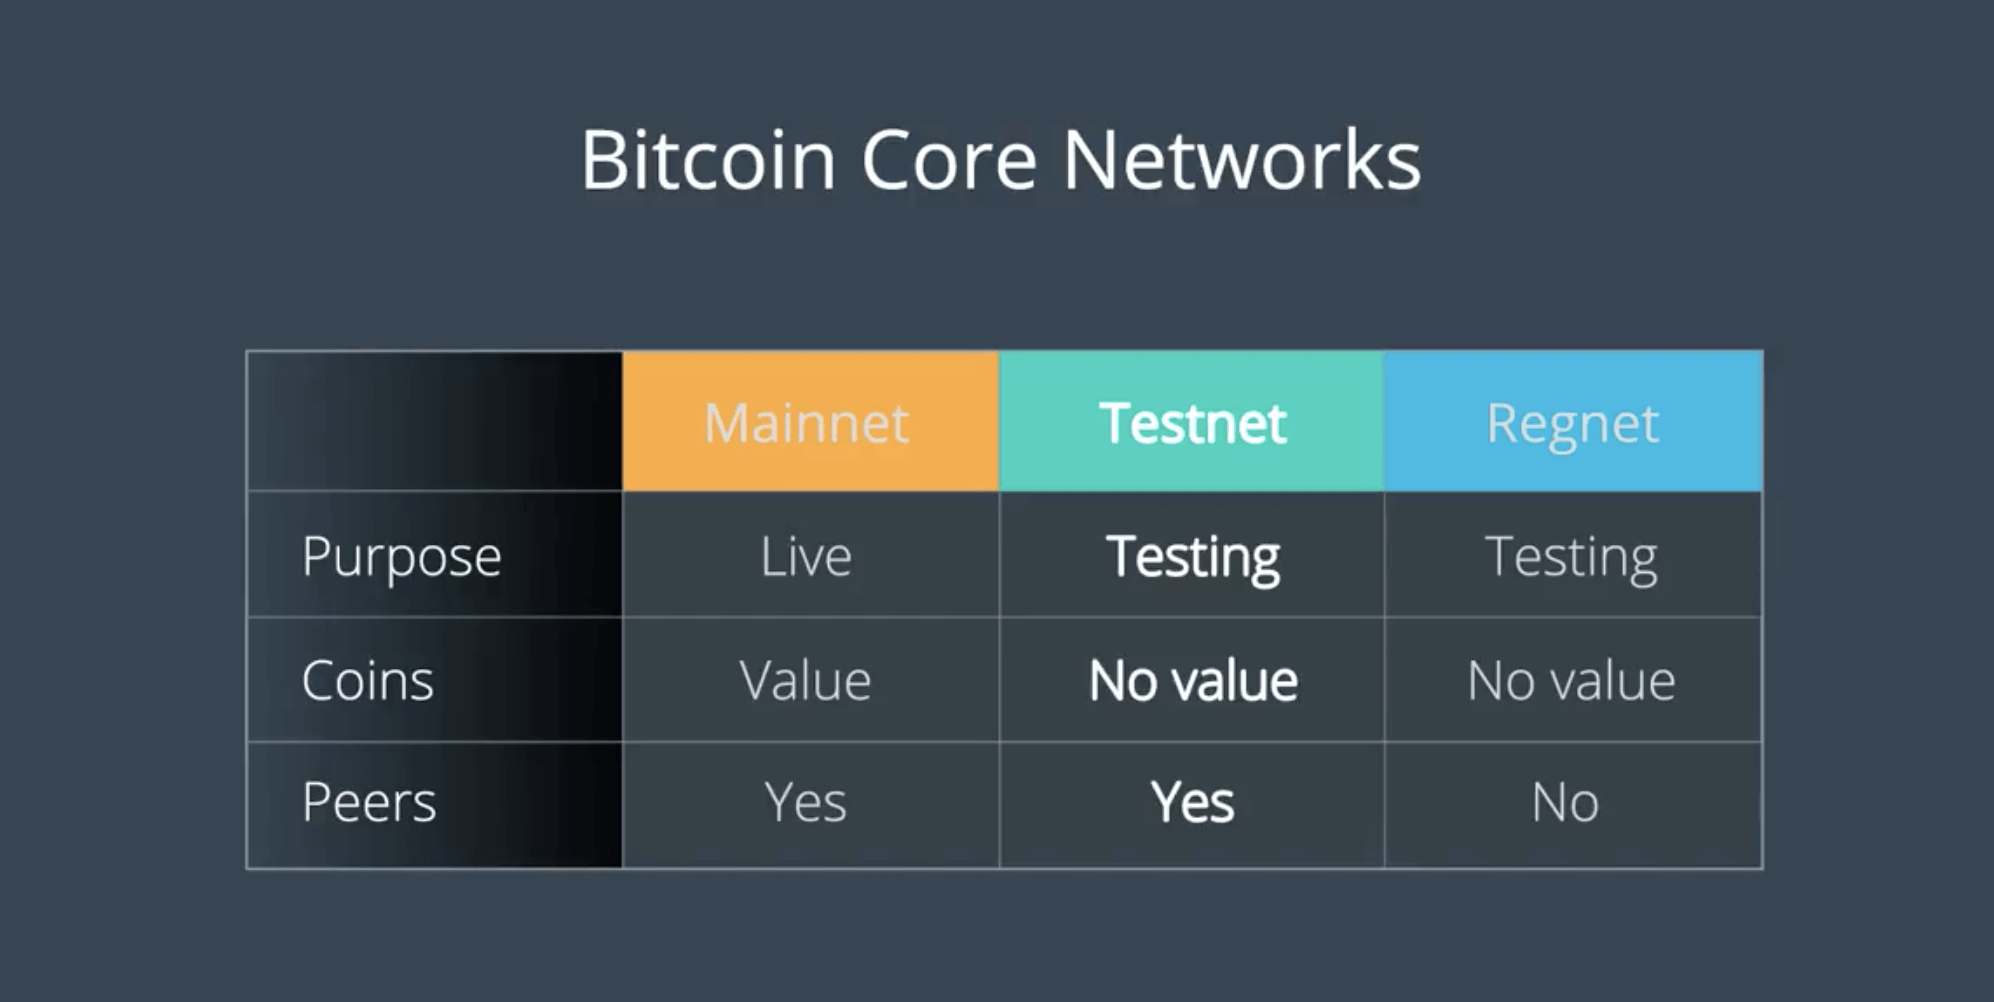 Bitcoin Core Networks
Mainnet Testnet Regnet
Purpose Live Testing Testing
Coins Value No value No value
Peers Yes Yes No